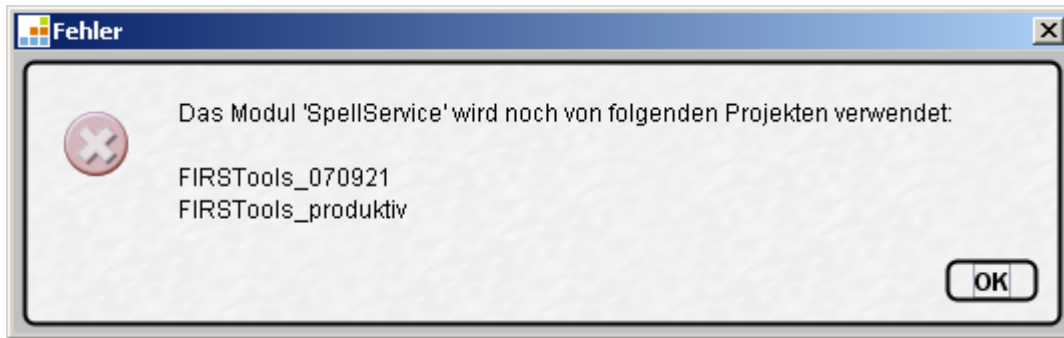 Fehler
Das Modul 'SpellService' wird noch von folgenden Projekten verwendet:
FIRSTools_070921
FIRSTools_produktiv
OK